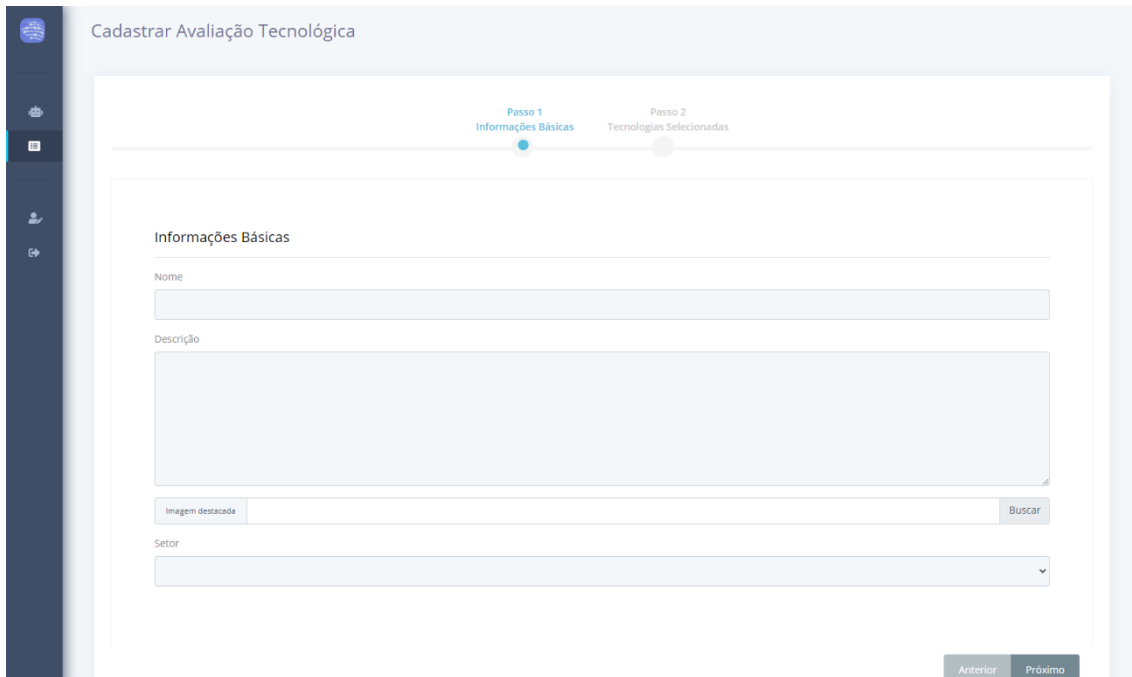 Cadastrar Avaliação Tecnológica
Passo 1
Informações Básicas
Passo 2
Tecnologias Selecionadas
Informações Básicas
Nome
Descrição
Imagem destacada
Buscar
Setor
Anterior
Próximo